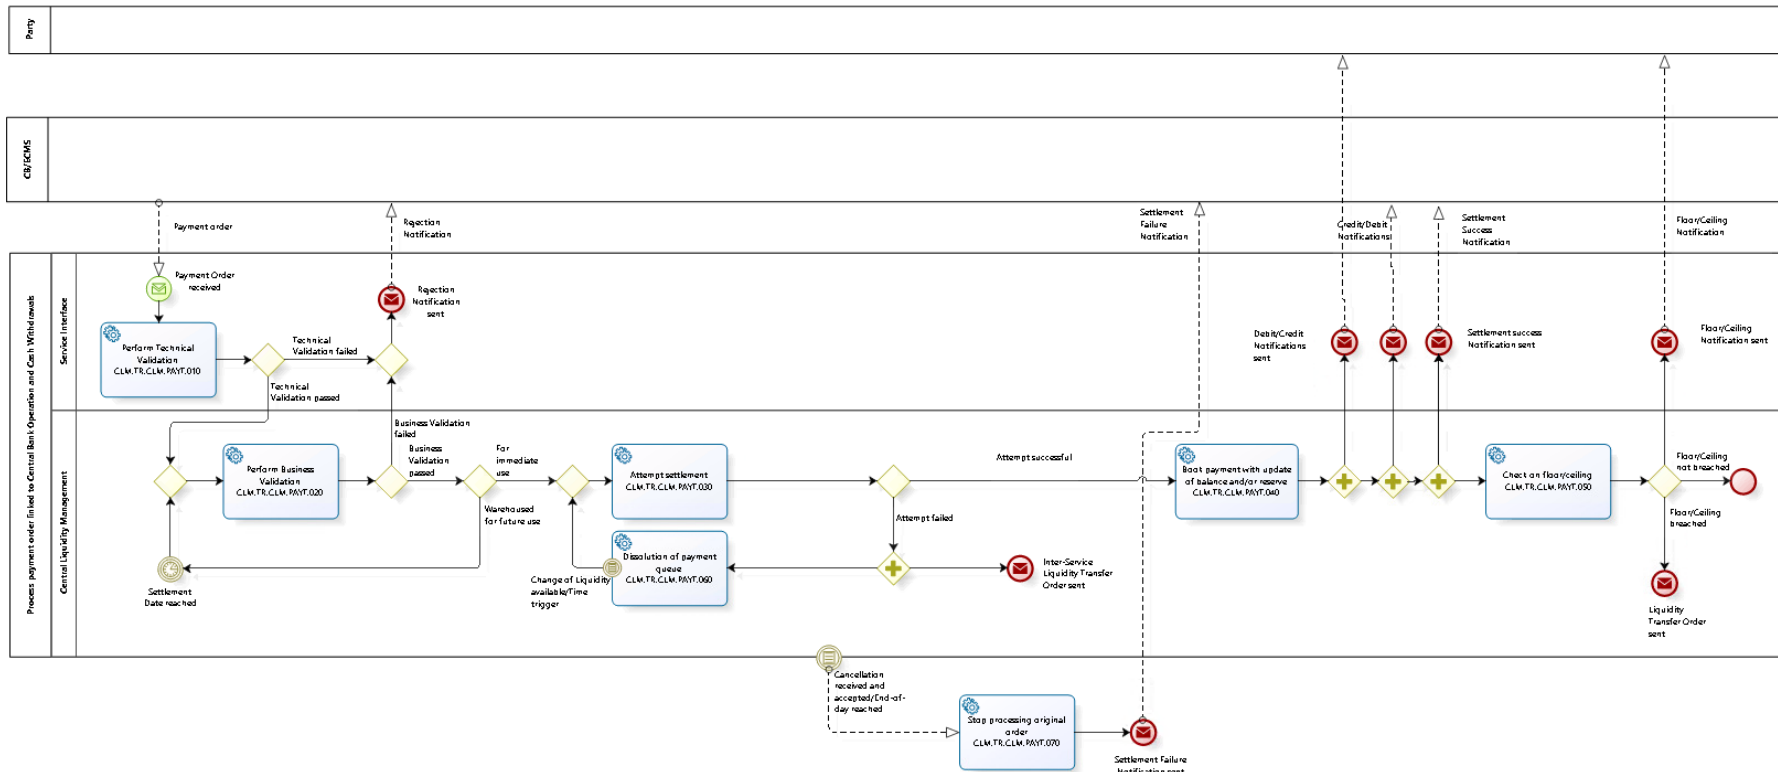 Party
CB/ECMS
Payment order
Rejection
Notification
Settlement
Failure
Notification
Credit/Debit
Notifications
Settlement
Success
Notification
Floor/Ceiling
Notification
Process payment order linked to Central Bank Operation and Cash Withdrawals
Service Interface
Payment Order
received
Rejection
Notification
sent
Perform Technical
Validation
CLM.TR.CLM.PAYT.010
Technical
Validation failed
Technical
Validation passed
Debit/Credit
Notifications
sent
Settlement success
Notification sent
Floor/Ceiling
Notification sent
Central Liquidity Management
Business Validation
failed
Business
Validation
passed
For
immediate
use
Perform Business
Validation
CLM.TR.CLM.PAYT.020
Attempt settlement
CLM.TR.CLM.PAYT.030
Attempt successful
Book payment with update
of balance and/or reserve
CLM.TR.CLM.PAYT.040
Check on floor/ceiling
CLM.TR.CLM.PAYT.050
Floor/Ceiling
not breached
Floor/Ceiling
breached
Warehoused
for future use
Attempt failed
Settlement
Date reached
Change of Liquidity
available/Time
trigger
Dissolution of payment
queue
CLM.TR.CLM.PAYT.060
Inter-Service
Liquidity Transfer
Order sent
Liquidity
Transfer Order
sent
Cancellation
received and
accepted/End-of-
day reached
Stop processing original
order
CLM.TR.CLM.PAYT.070
Settlement Failure
Notification sent